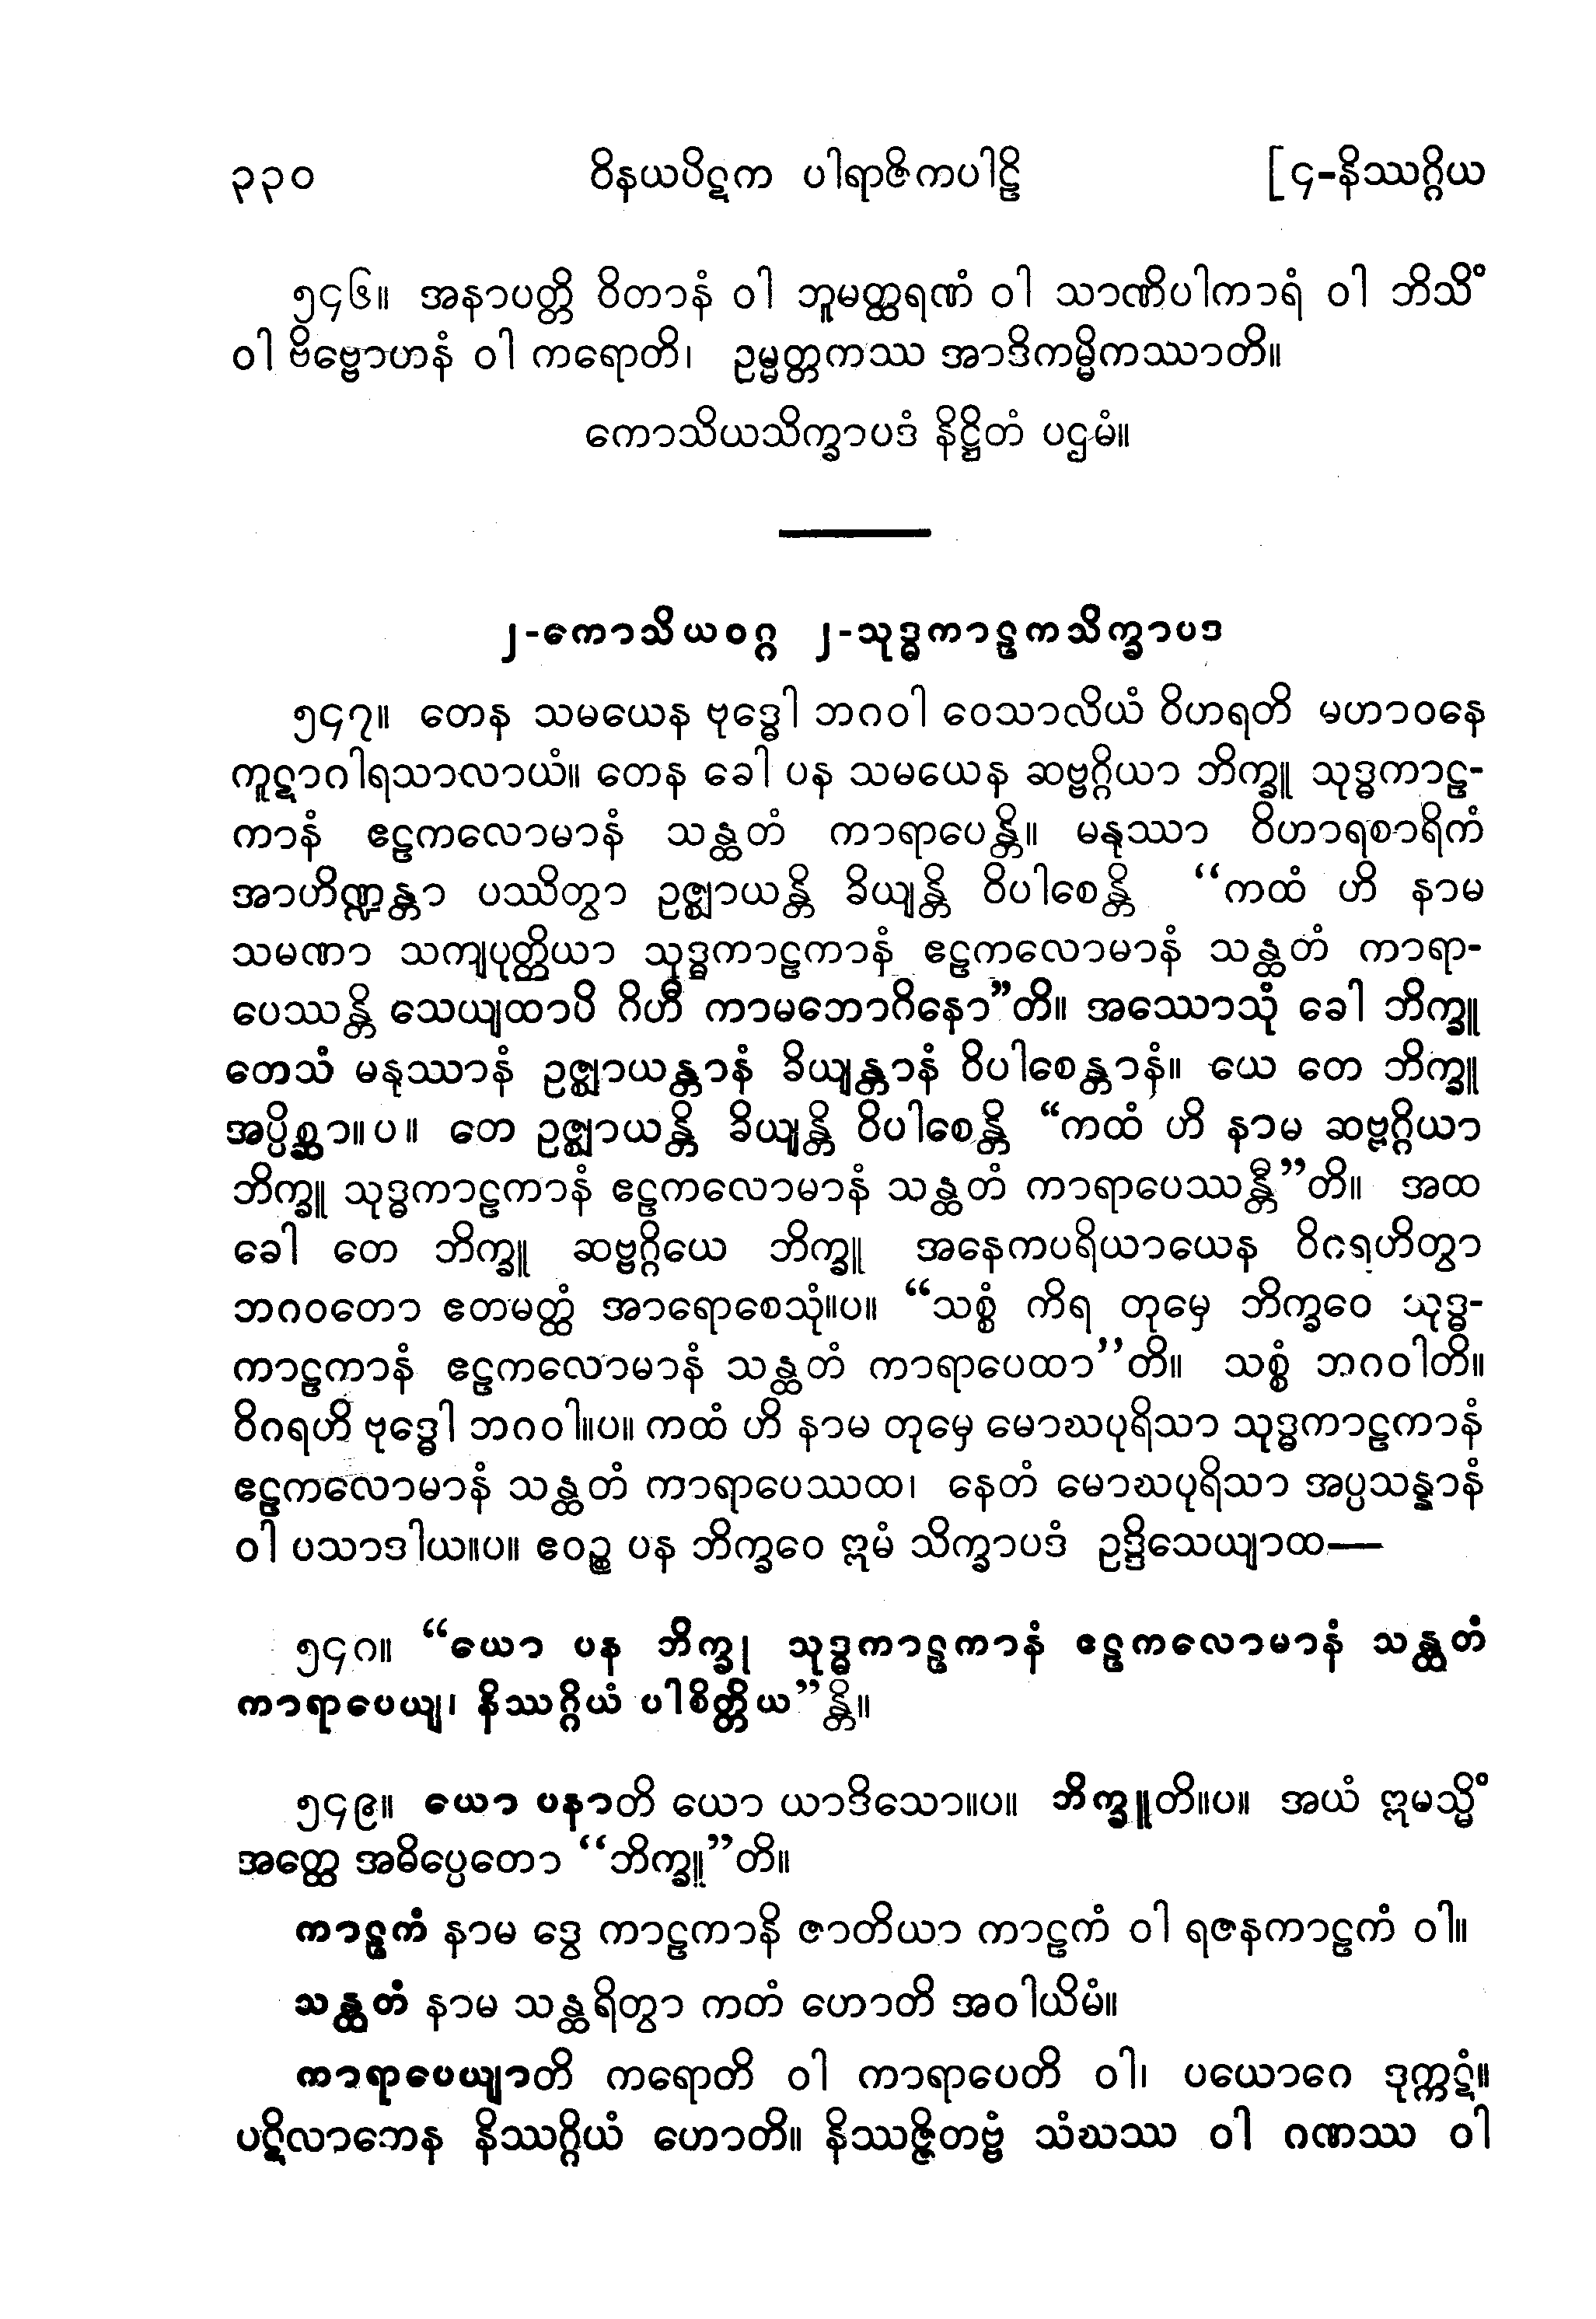 ၃၃၀ ဝိနယပိဋက ပါရာဇိကပါဠိ [၄-နိဿဂ္ဂိယ
၅၄၆။ အနာပတ္တိ ဝိတာနံ ဝါ ဘူမတ္ထရဏံ ဝါ သာဏိပါကာရံ ဝါ ဘိသိံ
ဝါ ဗိဗ္ဗောဟနံ ဝါ ကရောတိ၊ ဥမ္မတ္တကဿ အာဒိကမ္မိကဿာတိ။
ကောသိယသိက္ခာပဒံ နိဋ္ဌိတံ ပဌမံ။
၂-ကောသိယဝဂ္ဂ ၂-သုဒ္ဓကာဠကသိက္ခာပဒ
၅၄၇။ တေန သမယေန ဗုဒ္ဓေါ ဘဂဝါ ဝေသာလိယံ ဝိဟရတိ မဟာဝနေ
ကူဋာဂါရသာလာယံ။ တေန ခေါ ပန သမယေန ဆဗ္ဗဂ္ဂိယာ ဘိက္ခူ သုဒ္ဓကာဠ-
ကာနံ ဧဠကလောမာနံ သန္ထတံ ကာရာပေန္တိ။ မနုဿာ ဝိဟာရစာရိကံ
အာဟိဏ္ဍန္တာ ပဿိတွာ ဥဇ္ဈာယန္တိ ခိယျန္တိ ဝိပါစေန္တိ “ကထံ ဟိ နာမ
သမဏာ သကျပုတ္တိယာ သုဒ္ဓကာဠကာနံ ဧဠကလောမာနံ သန္ထတံ ကာရာ-
ပေဿန္တိ သေယျထာပိ ဂိဟီ ကာမဘောဂိနော”တိ။ အဿောသုံ ခေါ ဘိက္ခူ
တေသံ မနုဿာနံ ဥဇ္ဈာယန္တာနံ ခိယျန္တာနံ ဝိပါစေန္တာနံ။ ယေ တေ ဘိက္ခူ
အပ္ပိစ္ဆာ။ပ။ တေ ဥဇ္ဈာယန္တိ ခိယျန္တိ ဝိပါစေန္တိ “ကထံ ဟိ နာမ ဆဗ္ဗဂ္ဂိယာ
ဘိက္ခူ သုဒ္ဓကာဠကာနံ ဧဠကလောမာနံ သန္ထတံ ကာရာပေဿန္တီ”တိ။ အထ
ခေါ တေ ဘိက္ခူ ဆဗ္ဗဂ္ဂိယေ ဘိက္ခူ အနေကပရိယာယေန ဝိဂရဟိတွာ
ဘဂဝတော ဧတမတ္ထံ အာရောစေသုံ။ပ။ “သစ္စံ ကိရ တုမှေ ဘိက္ခဝေ သုဒ္ဓ-
ကာဠကာနံ ဧဠကလောမာနံ သန္ထတံ ကာရာပေထာ”တိ။ သစ္စံ ဘဂဝါတိ။
ဝိဂရဟိ ဗုဒ္ဓေါ ဘဂဝါ။ပ။ ကထံ ဟိ နာမ တုမှေ မောဃပုရိသာ သုဒ္ဓကာဠကာနံ
ဧဠကလောမာနံ သန္ထတံ ကာရာပေဿထ၊ နေတံ မောဃပုရိသာ အပ္ပသန္နာနံ
ဝါ ပသာဒါယ။ပ။ ဧဝဉ္စ ပန ဘိက္ခဝေ ဣမံ သိက္ခာပဒံ ဥဒ္ဒိသေယျာထ—
၅၄၈။ “ယော ပန ဘိက္ခု သုဒ္ဓကာဠကာနံ ဧဠကလောမာနံ သန္ထတံ
ကာရာပေယျ၊ နိဿဂ္ဂိယံ ပါစိတ္တိယ”န္တိ။
၅၄၉။ ယော ပနာတိ ယော ယာဒိသော။ပ။ ဘိက္ခူတိ။ပ။ အယံ ဣမသ္မိံ
အတ္ထေ အဓိပ္ပေတော “ဘိက္ခူ”တိ။
ကာဠကံ နာမ ဒွေ ကာဠကာနိ ဇာတိယာ ကာဠကံ ဝါ ရဇနကာဠကံ ဝါ။
သန္ထတံ နာမ သန္ထရိတွာ ကတံ ဟောတိ အဝါယိမံ။
ကာရာပေယျာတိ ကရောတိ ဝါ ကာရာပေတိ ဝါ၊ ပယောဂေ ဒုက္ကဋံ။
ပဋိလာဘေန နိဿဂ္ဂိယံ ဟောတိ။ နိဿဇ္ဇိတဗ္ဗံ သံဃဿ ဝါ ဂဏဿ ဝါ